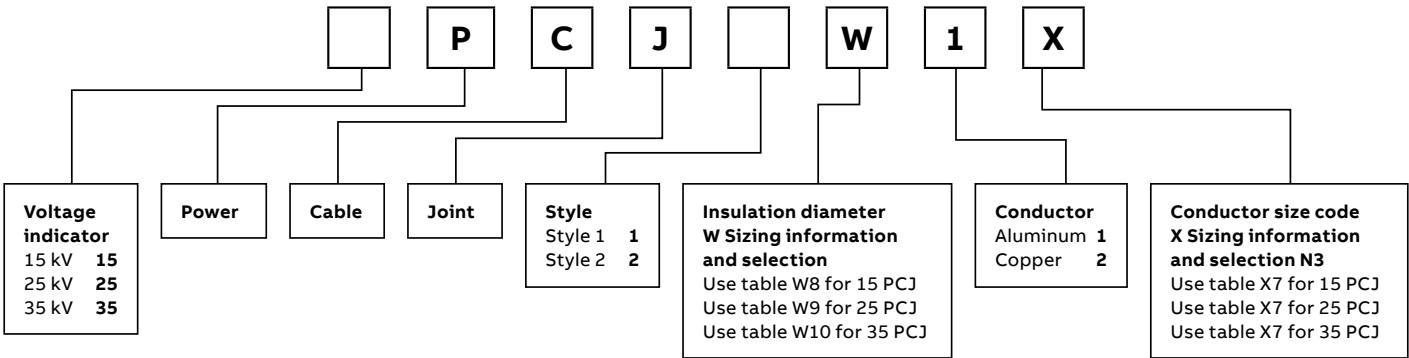 P C J W 1 X
Voltage
indicator
15 kV 15
25 kV 25
35 kV 35
Power
Cable
Joint
Style
Style 1 1
Style 2 2
Insulation diameter
W Sizing information
and selection
Use table W8 for 15 PCJ
Use table W9 for 25 PCJ
Use table W10 for 35 PCJ
Conductor
Aluminum 1
Copper 2
Conductor size code
X Sizing information
and selection N3
Use table X7 for 15 PCJ
Use table X7 for 25 PCJ
Use table X7 for 35 PCJ